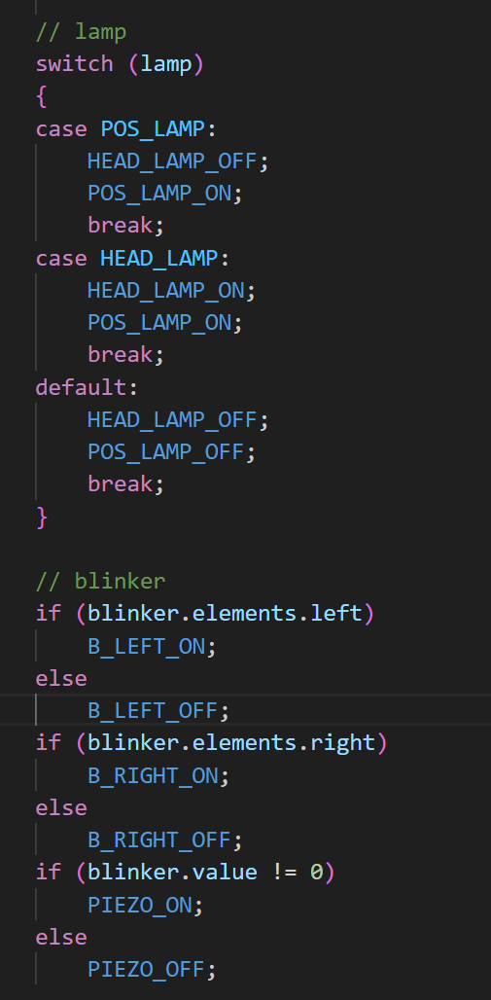 // lamp
switch (lamp)
{
case POS_LAMP:
    HEAD_LAMP_OFF;
    POS_LAMP_ON;
    break;
case HEAD_LAMP:
    HEAD_LAMP_ON;
    POS_LAMP_ON;
    break;
default:
    HEAD_LAMP_OFF;
    POS_LAMP_OFF;
    break;
}

// blinker
if (blinker.elements.left)
    B_LEFT_ON;
else
    B_LEFT_OFF;
if (blinker.elements.right)
    B_RIGHT_ON;
else
    B_RIGHT_OFF;
if (blinker.value != 0)
    PIEZO_ON;
else
    PIEZO_OFF;